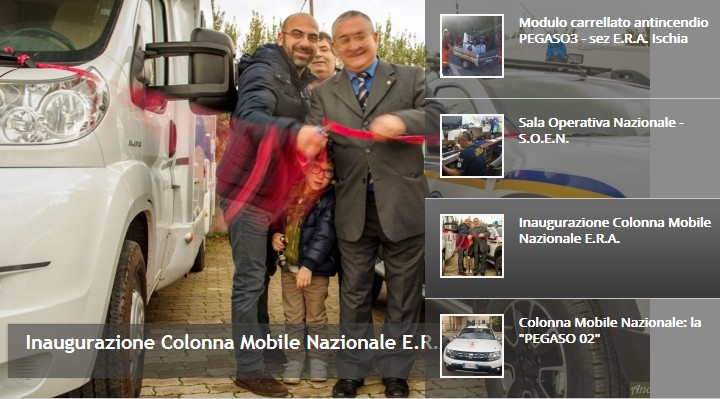 Modulo carrellato antincendio
PEGASO3 - sez E.R.A. Ischia
Sala Operativa Nazionale -
S.O.E.N.
Inaugurazione Colonna Mobile
Nazionale E.R.A.
Colonna Mobile Nazionale: la
"PEGASO 02"
Inaugurazione Colonna Mobile Nazionale E.R.